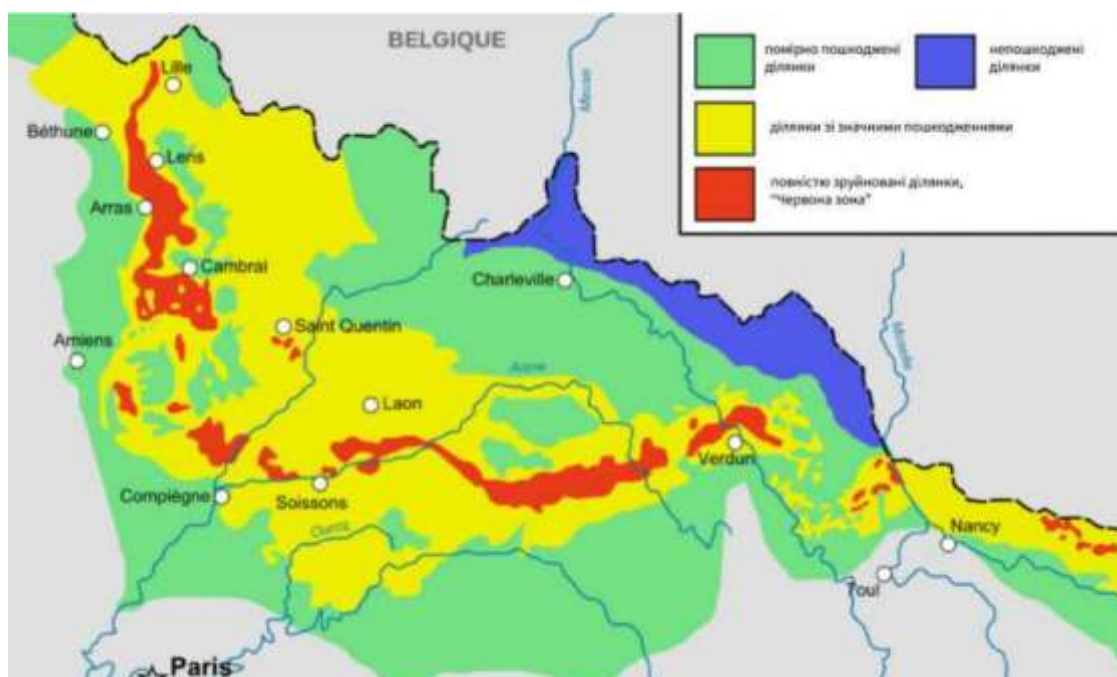 BELGIQUE
помірно пошкоджені
ділянки
непошкоджені
ділянки
ділянки зі значними пошкодженнями
повністю зруйновані ділянки,
"Червона зона"
Lille
Meuse
Béthune
Lens
Arras
Cambrai
Charleville
Saint Quentin
Amiens
Moselle
Aisne
Laon
Verdun
Compiègne
Soissons
Ourcq
Nancy
Toul
Paris